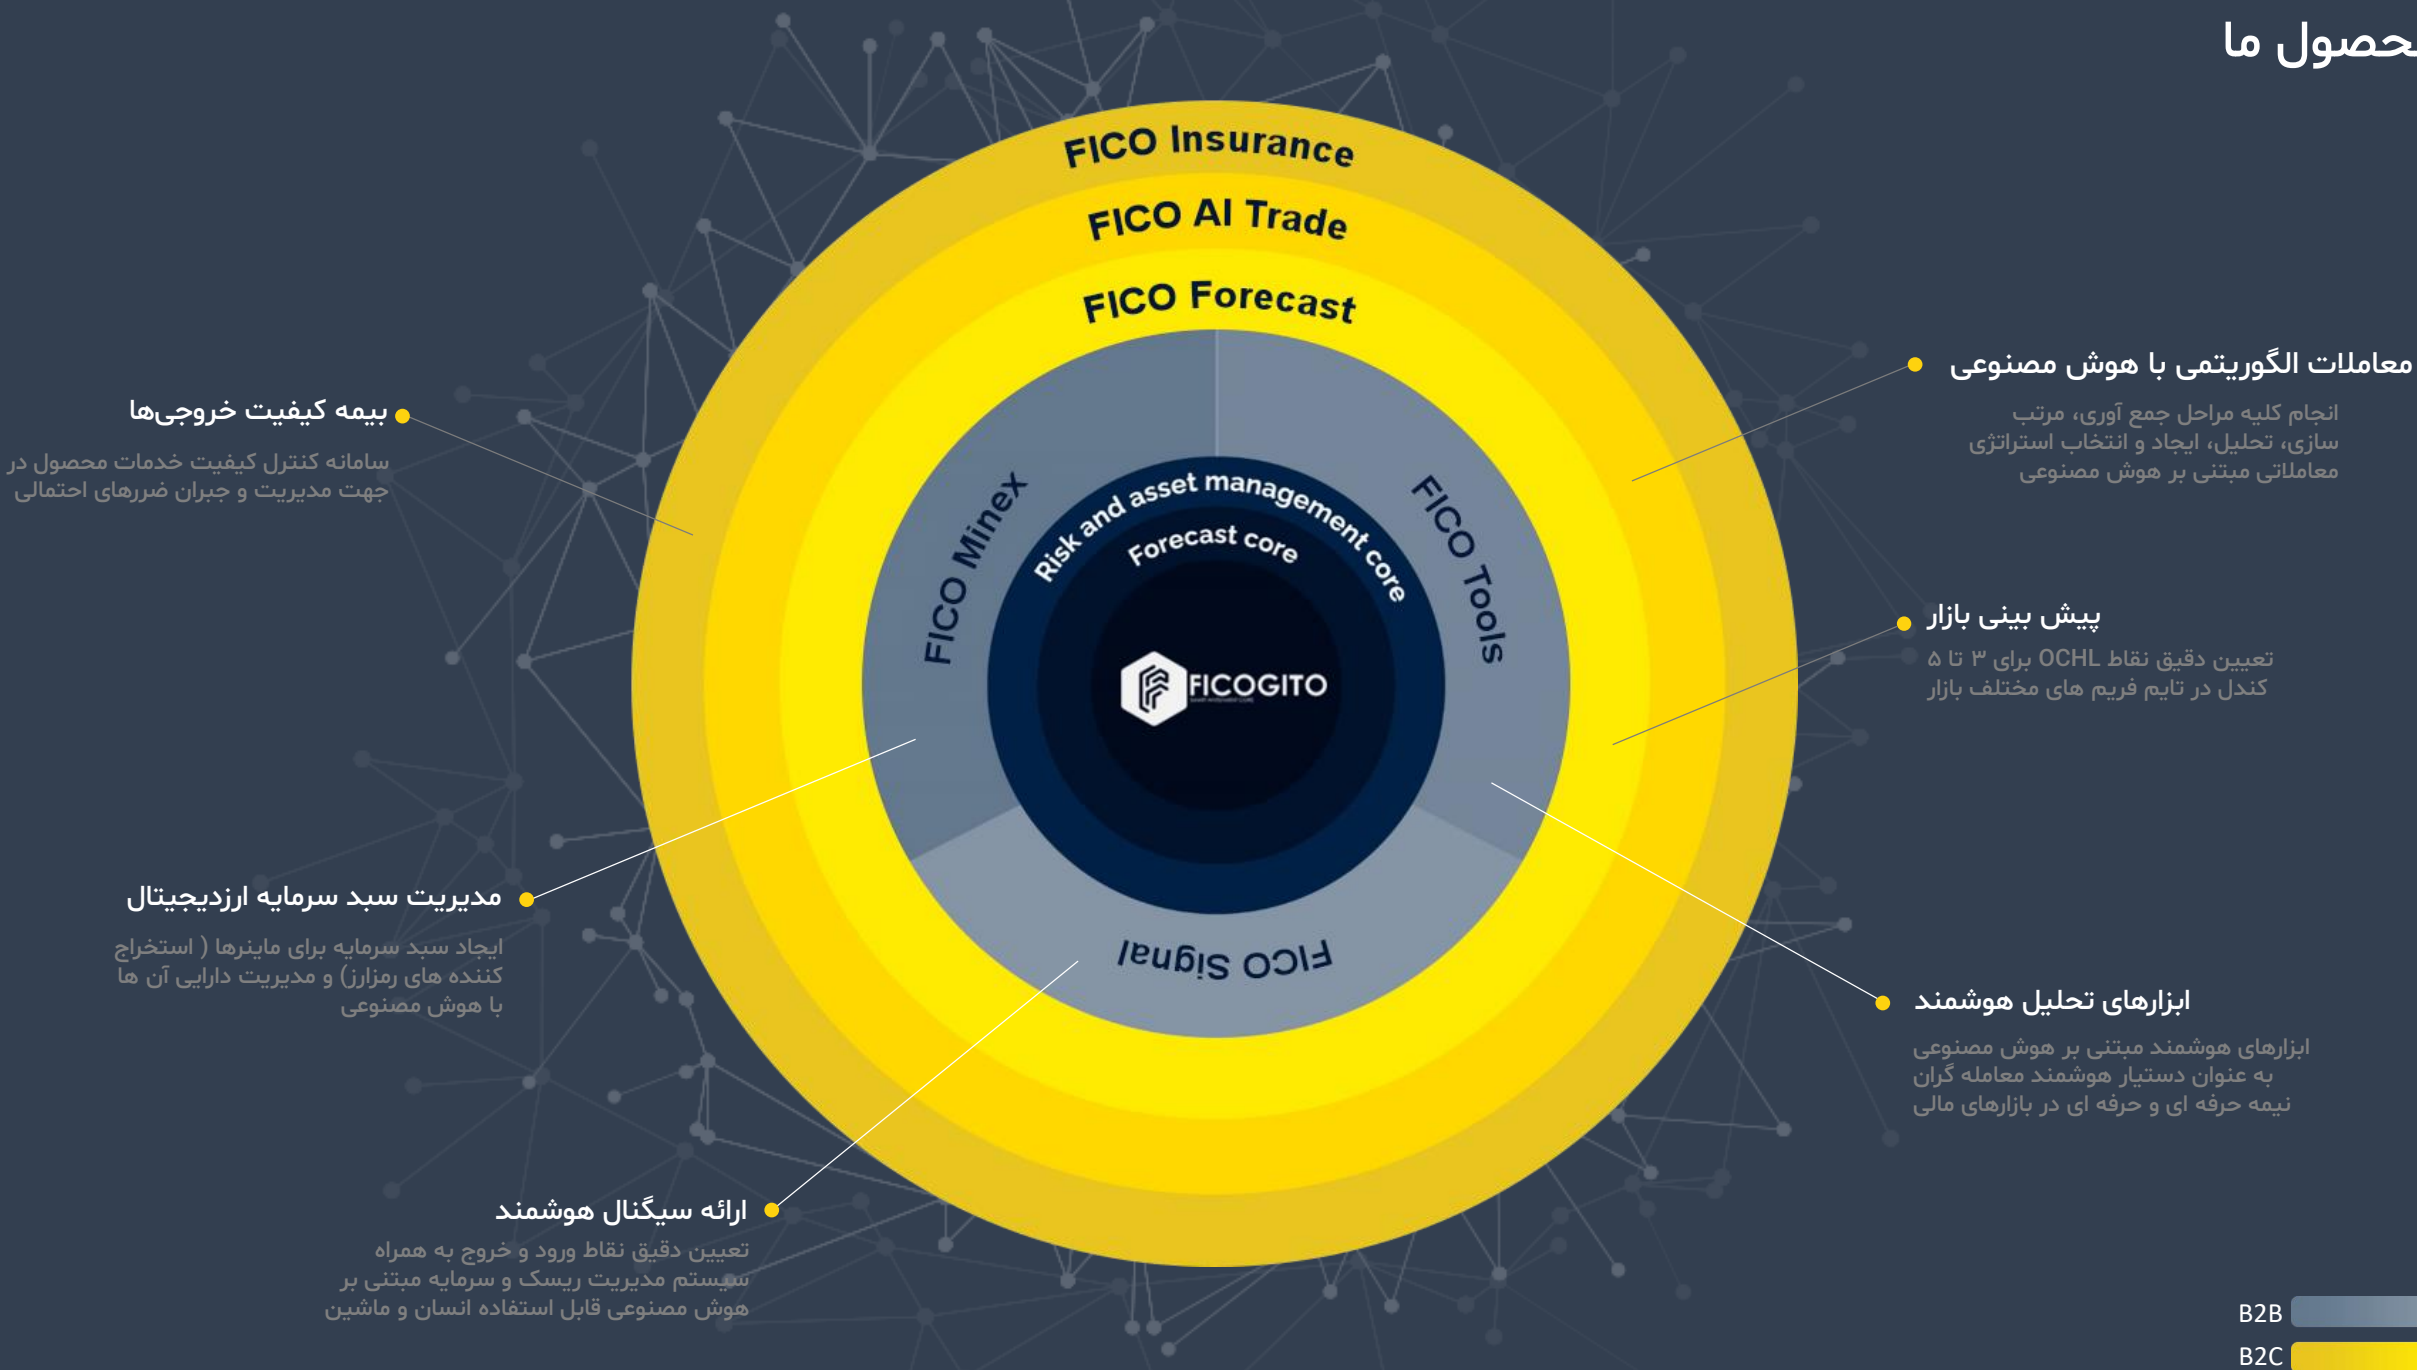 محصول ما
FICO Insurance
FICO AI Trade
FICO Forecast
FICO Minex
FICO Tools
FICO Signal
Risk and asset management core
Forecast core
FICOGITO
معاملات الگوریتمی با هوش مصنوعی
انجام کلیه مراحل جمع آوری، مرتب
سازی، تحلیل، ایجاد و انتخاب استراتژی
معاملاتی مبتنی بر هوش مصنوعی
پیش بینی بازار
تعیین دقیق نقاط OCHL برای ۳ تا ۵
کندل در تایم فریم های مختلف بازار
ابزارهای تحلیل هوشمند
ابزارهای هوشمند مبتنی بر هوش مصنوعی
به عنوان دستیار هوشمند معامله گران
نیمه حرفه ای و حرفه ای در بازارهای مالی
بیمه کیفیت خروجی‌ها
سامانه کنترل کیفیت خدمات محصول در
جهت مدیریت و جبران ضررهای احتمالی
مدیریت سبد سرمایه ارزدیجیتال
ایجاد سبد سرمایه برای ماینرها ( استخراج
کننده های رمزارز) و مدیریت دارایی آن ها
با هوش مصنوعی
ارائه سیگنال هوشمند
تعیین دقیق نقاط ورود و خروج به همراه
سیستم مدیریت ریسک و سرمایه مبتنی بر
هوش مصنوعی قابل استفاده انسان و ماشین
B2B
B2C